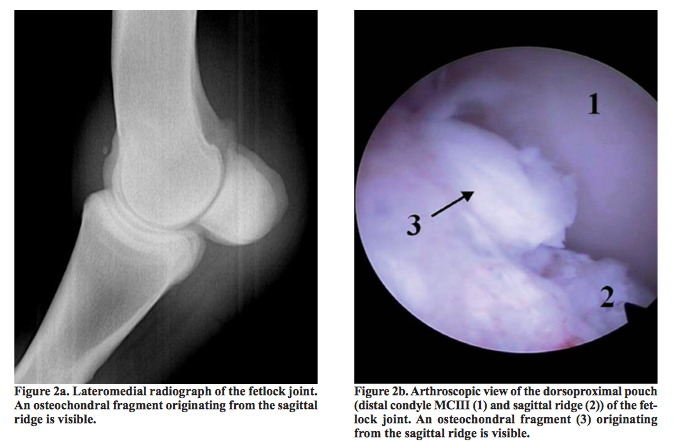 1
3
2
Figure 2a. Lateromedial radiograph of the fetlock joint.
An osteochondral fragment originating from the sagittal
ridge is visible.
Figure 2b. Arthroscopic view of the dorsoproximal pouch
(distal condyle MCIII (1) and sagittal ridge (2)) of the fet-
lock joint. An osteochondral fragment (3) originating
from the sagittal ridge is visible.